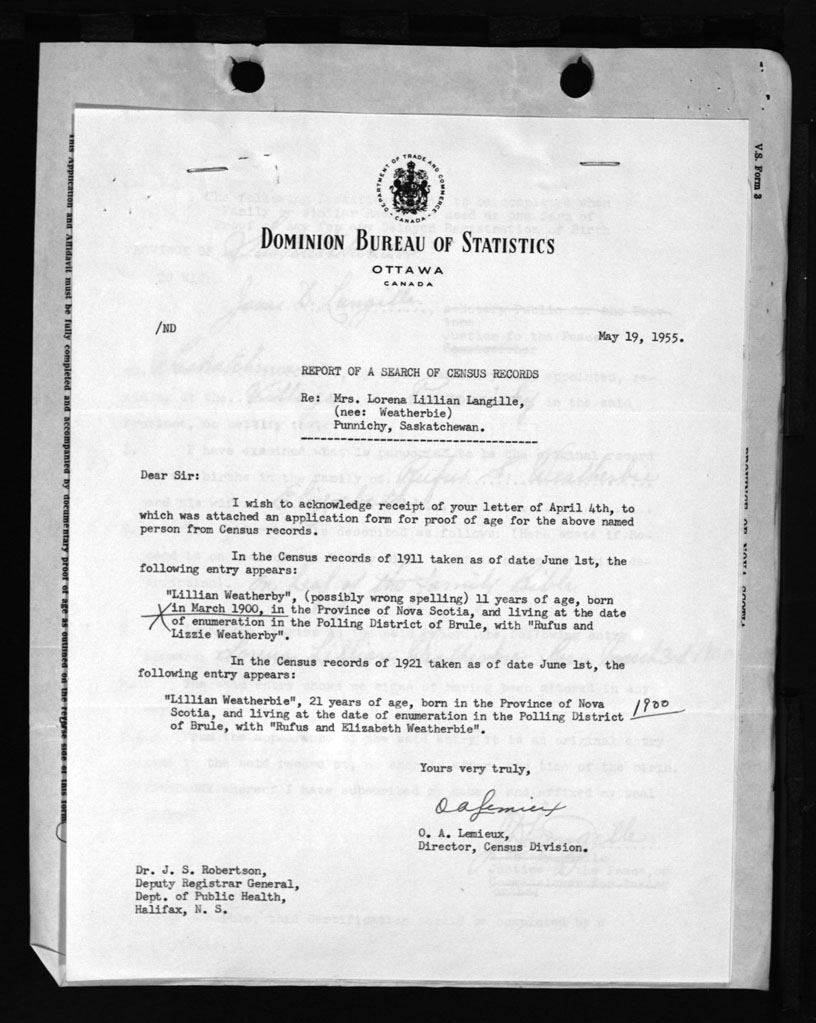 DEPARTMENT OF TRADE AND COMMERCE
CANADA
DOMINION BUREAU OF STATISTICS
OTTAWA
CANADA
/ND
May 19, 1955.
REPORT OF A SEARCH OF CENSUS RECORDS
Re: Mrs. Lorena Lillian Langille,
(nee: Weatherbie)
Punnichy, Saskatchewan.
Dear Sir:
I wish to acknowledge receipt of your letter of April 4th, to
which was attached an application form for proof of age for the above named
person from Census records.
In the Census records of 1911 taken as of date June 1st, the
following entry appears:
"Lillian Weatherby", (possibly wrong spelling) 11 years of age, born
in March 1900, in the Province of Nova Scotia, and living at the date
of enumeration in the Polling District of Brule, with "Rufus and
Lizzie Weatherby".
In the Census records of 1921 taken as of date June 1st, the
following entry appears:
"Lillian Weatherbie", 21 years of age, born in the Province of Nova
Scotia, and living at the date of enumeration in the Polling District
of Brule, with "Rufus and Elizabeth Weatherbie".
1900
Yours very truly,
O A Lemieux
O. A. Lemieux,
Director, Census Division.
Dr. J. S. Robertson,
Deputy Registrar General,
Dept. of Public Health,
Halifax, N. S.
V.S. Form 3
This Application and Affidavit must be fully completed and accompanied by documentary proof of age as outlined on the reverse side of this form